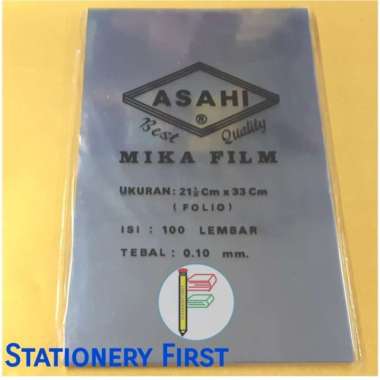 ASAHI
®
Best Quality
MIKA FILM
UKURAN: 21½ Cm x 33 Cm
( FOLIO )
ISI : 100 LEMBAR
TEBAL : 0.10 mm.
STATIONERY FIRST